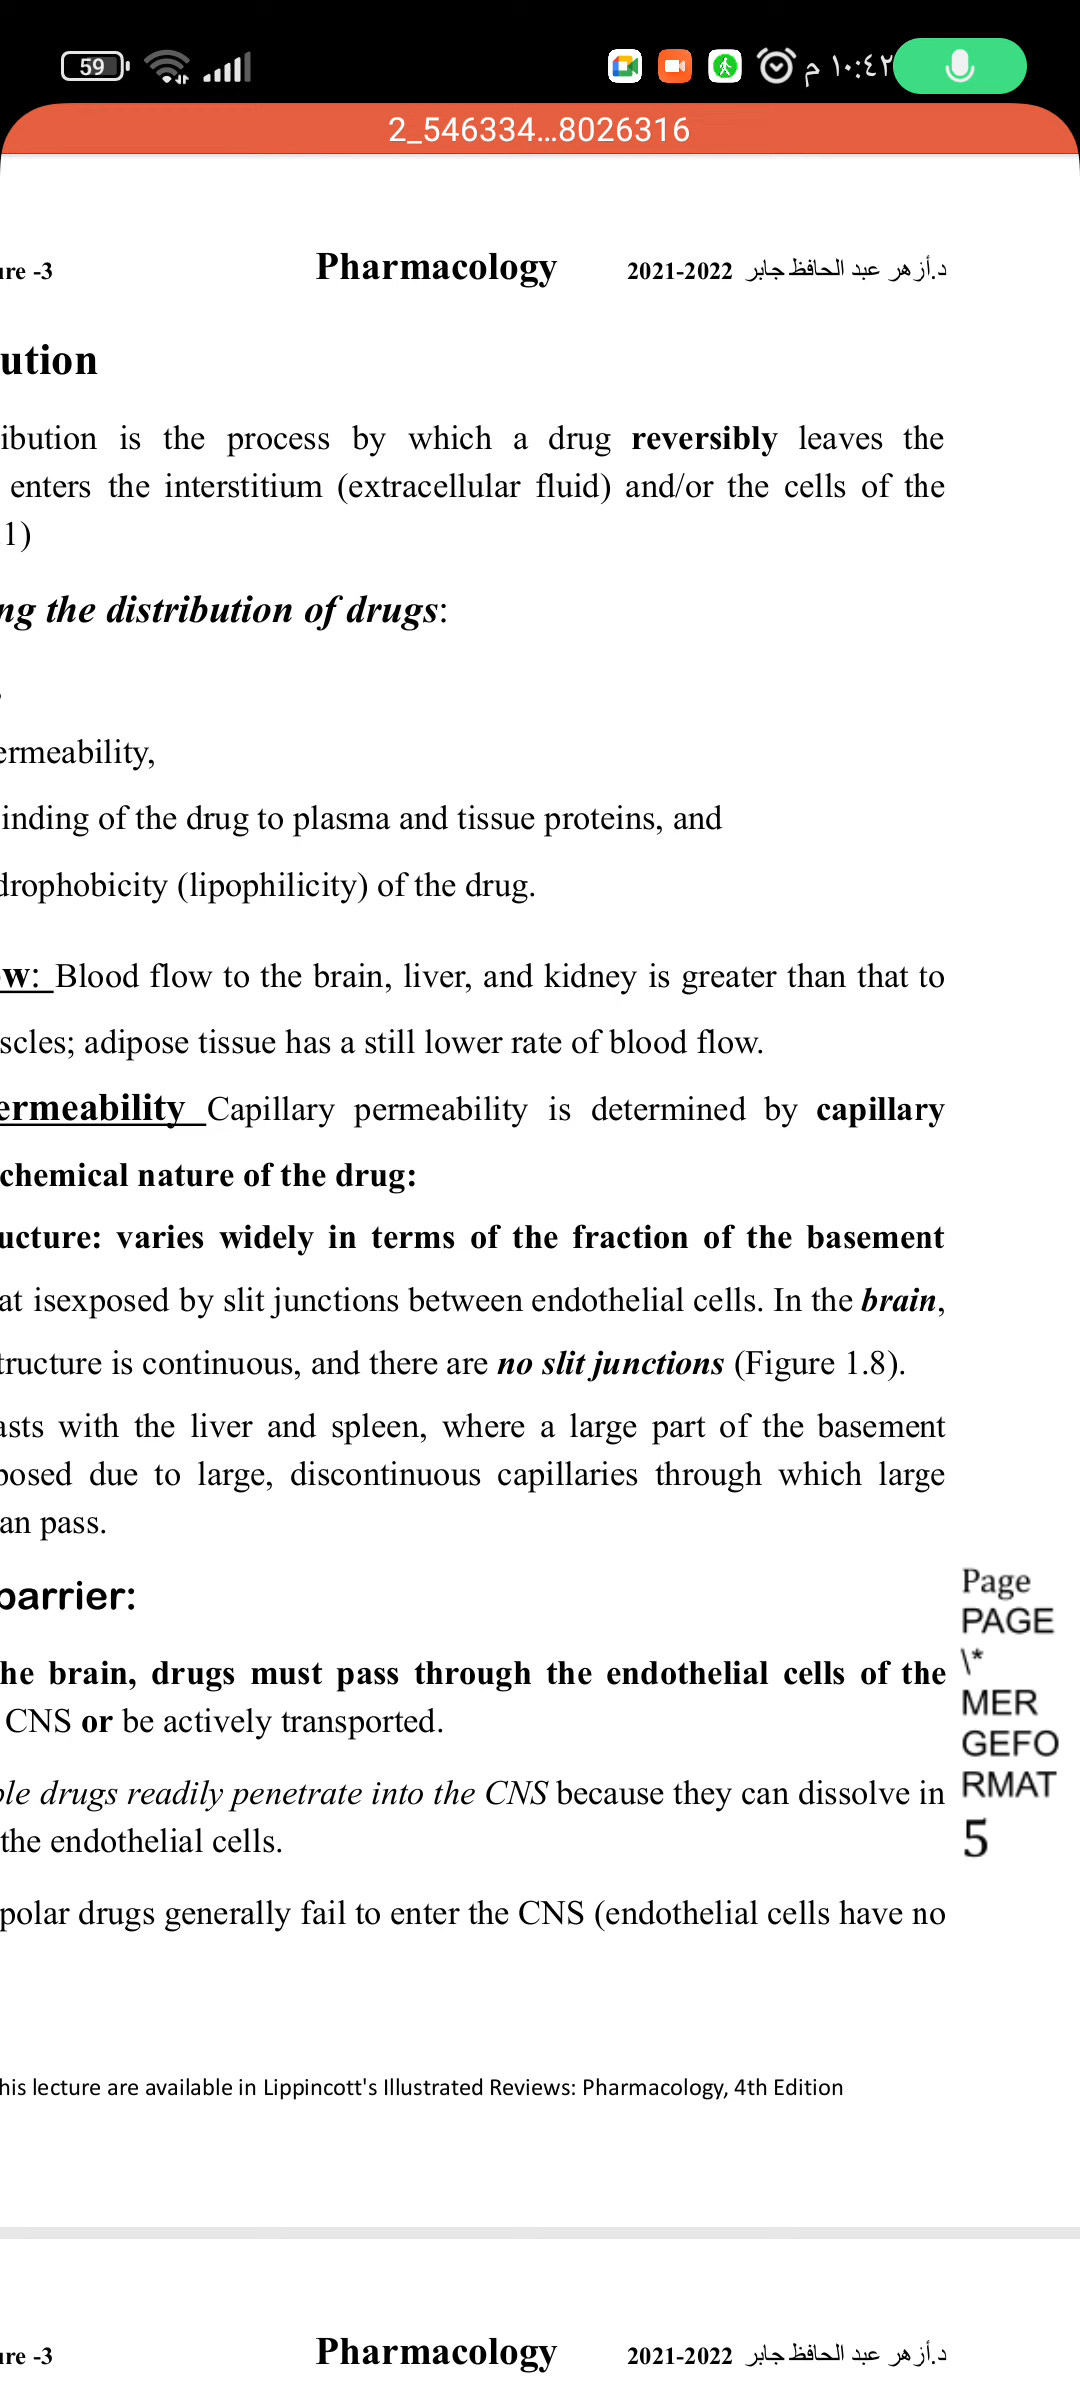 59
١٠:٤٢ م
2_546334...8026316
ure -3 Pharmacology 2021-2022 د.أزهر عبد الحافظ جابر
ution
ibution is the process by which a drug reversibly leaves the
enters the interstitium (extracellular fluid) and/or the cells of the
1)
ng the distribution of drugs:
,
ermeability,
inding of the drug to plasma and tissue proteins, and
drophobicity (lipophilicity) of the drug.
ow: Blood flow to the brain, liver, and kidney is greater than that to
scles; adipose tissue has a still lower rate of blood flow.
ermeability Capillary permeability is determined by capillary
chemical nature of the drug:
ucture: varies widely in terms of the fraction of the basement
at isexposed by slit junctions between endothelial cells. In the brain,
tructure is continuous, and there are no slit junctions (Figure 1.8).
asts with the liver and spleen, where a large part of the basement
posed due to large, discontinuous capillaries through which large
an pass.
barrier:
he brain, drugs must pass through the endothelial cells of the
CNS or be actively transported.
ble drugs readily penetrate into the CNS because they can dissolve in
the endothelial cells.
polar drugs generally fail to enter the CNS (endothelial cells have no
Page
PAGE
\*
MER
GEFO
RMAT
5
his lecture are available in Lippincott's Illustrated Reviews: Pharmacology, 4th Edition
ure -3 Pharmacology 2021-2022 د.أزهر عبد الحافظ جابر